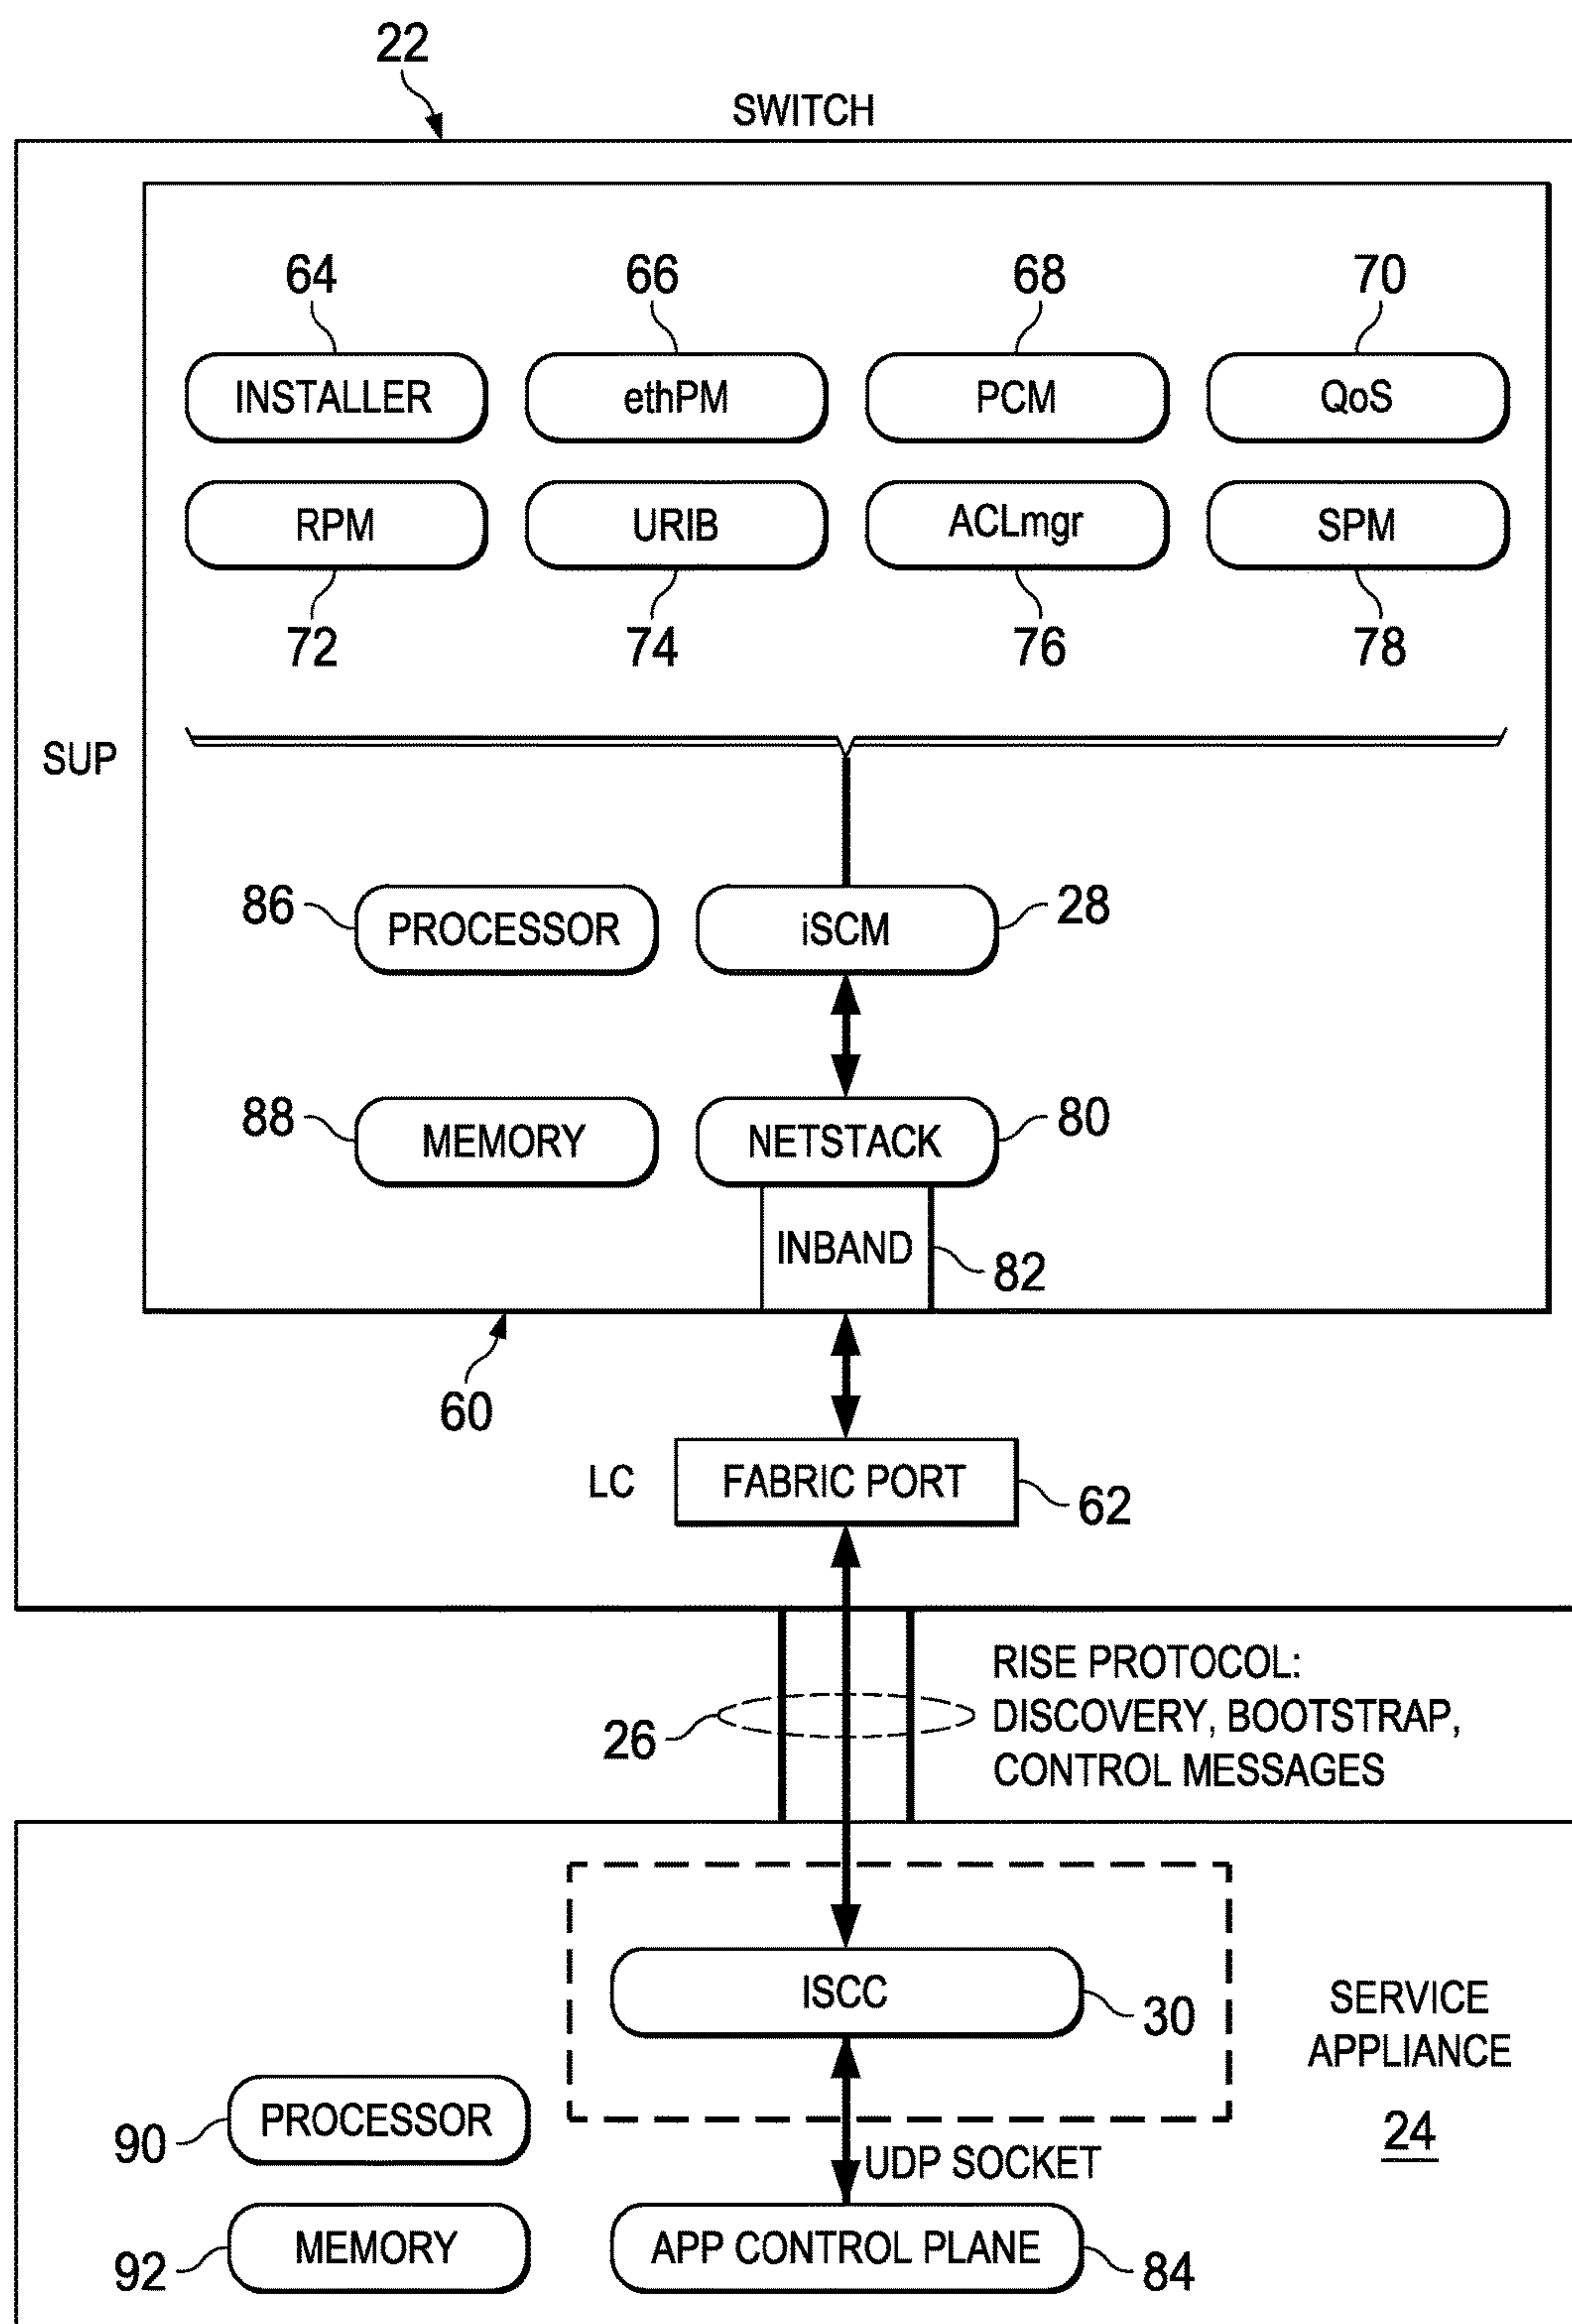 22
SWITCH
64
66
68
70
INSTALLER
ethPM
PCM
QoS
RPM
URIB
ACLmgr
SPM
72
74
76
78
SUP
86
PROCESSOR
iSCM
28
88
MEMORY
NETSTACK
80
INBAND
82
60
LC
FABRIC PORT
62
26
RISE PROTOCOL:
DISCOVERY, BOOTSTRAP,
CONTROL MESSAGES
ISCC
30
SERVICE
APPLIANCE
24
90
PROCESSOR
UDP SOCKET
92
MEMORY
APP CONTROL PLANE
84